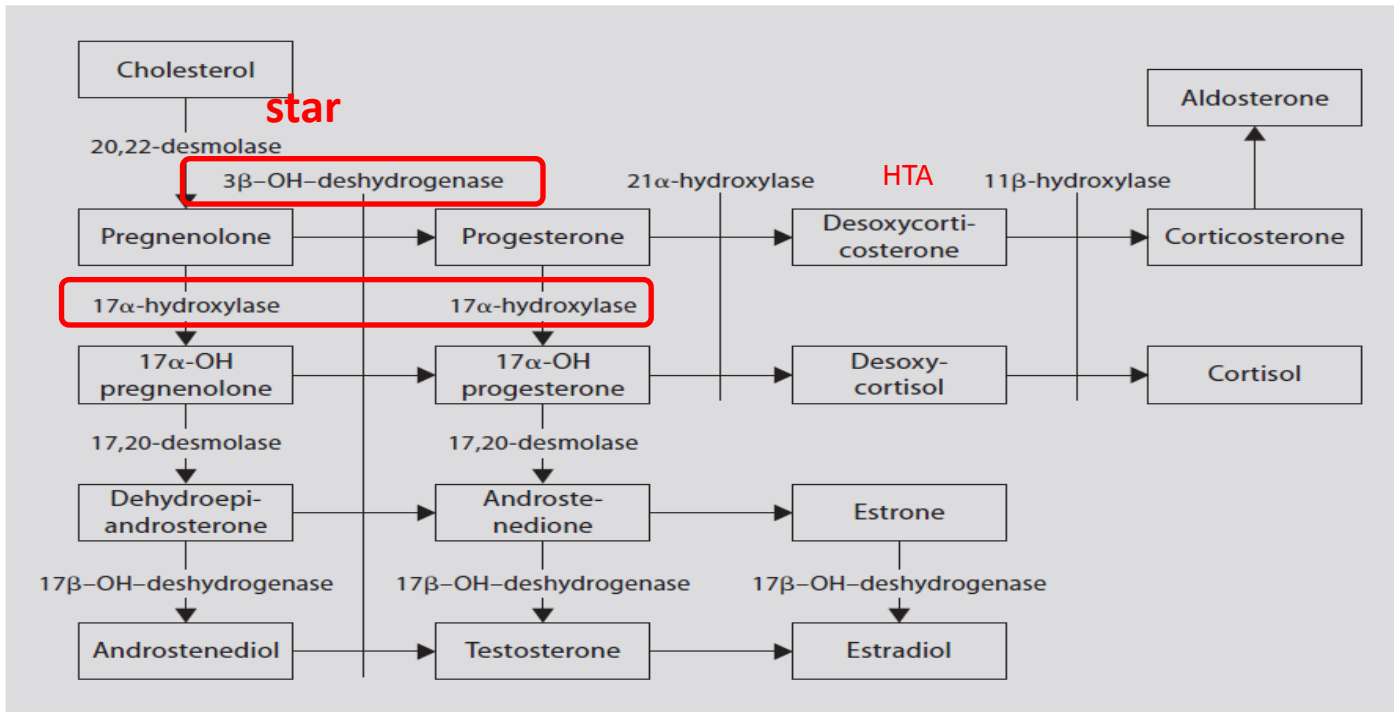 Cholesterol
star
Aldosterone
20,22-desmolase
3β–OH–deshydrogenase
21α-hydroxylase
HTA
11β-hydroxylase
Pregnenolone
Progesterone
Desoxycorti-
costerone
Corticosterone
17α-hydroxylase
17α-hydroxylase
17α-OH
pregnenolone
17α-OH
progesterone
Desoxy-
cortisol
Cortisol
17,20-desmolase
17,20-desmolase
Dehydroepi-
androsterone
Androste-
nedione
Estrone
17β–OH–deshydrogenase
17β–OH–deshydrogenase
17β–OH–deshydrogenase
Androstenediol
Testosterone
Estradiol